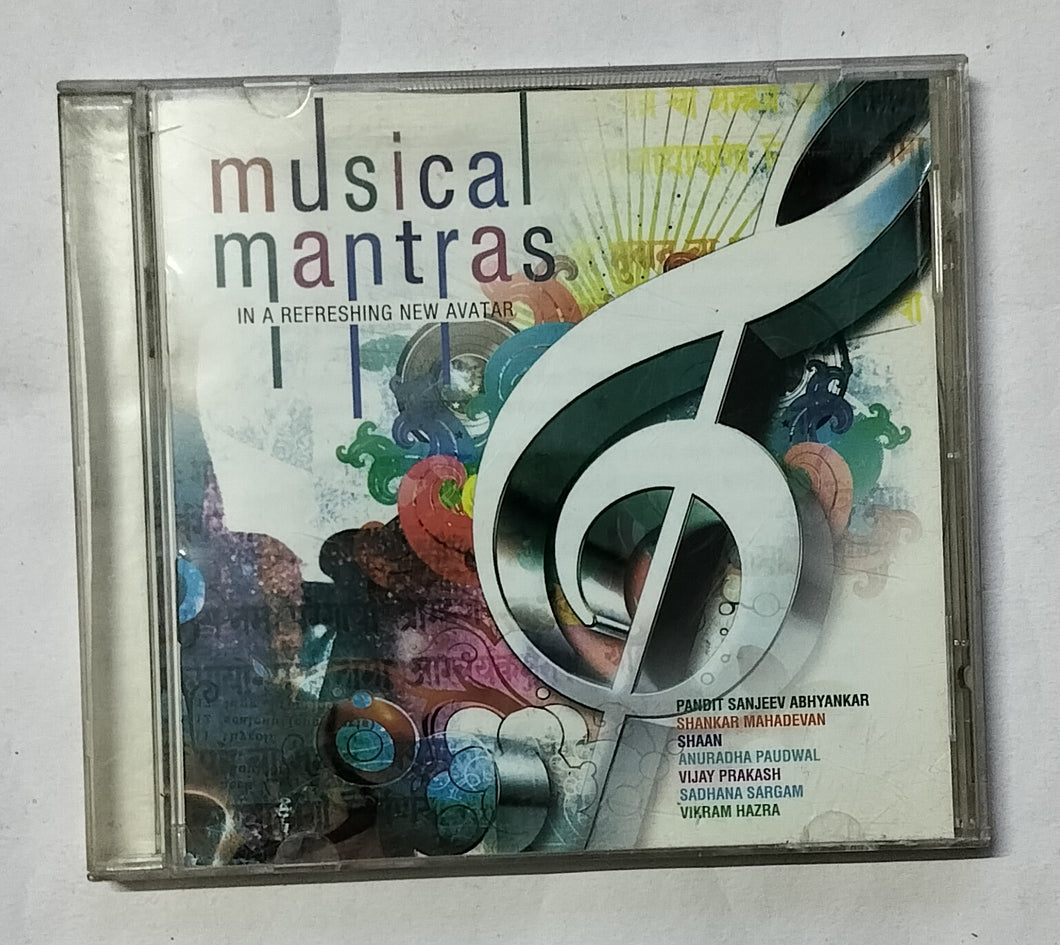 musical
mantras
IN A REFRESHING NEW AVATAR
PANDIT SANJEEV ABHYANKAR
SHANKAR MAHADEVAN
SHAAN
ANURADHA PAUDWAL
VIJAY PRAKASH
SADHANA SARGAM
VIKRAM HAZRA